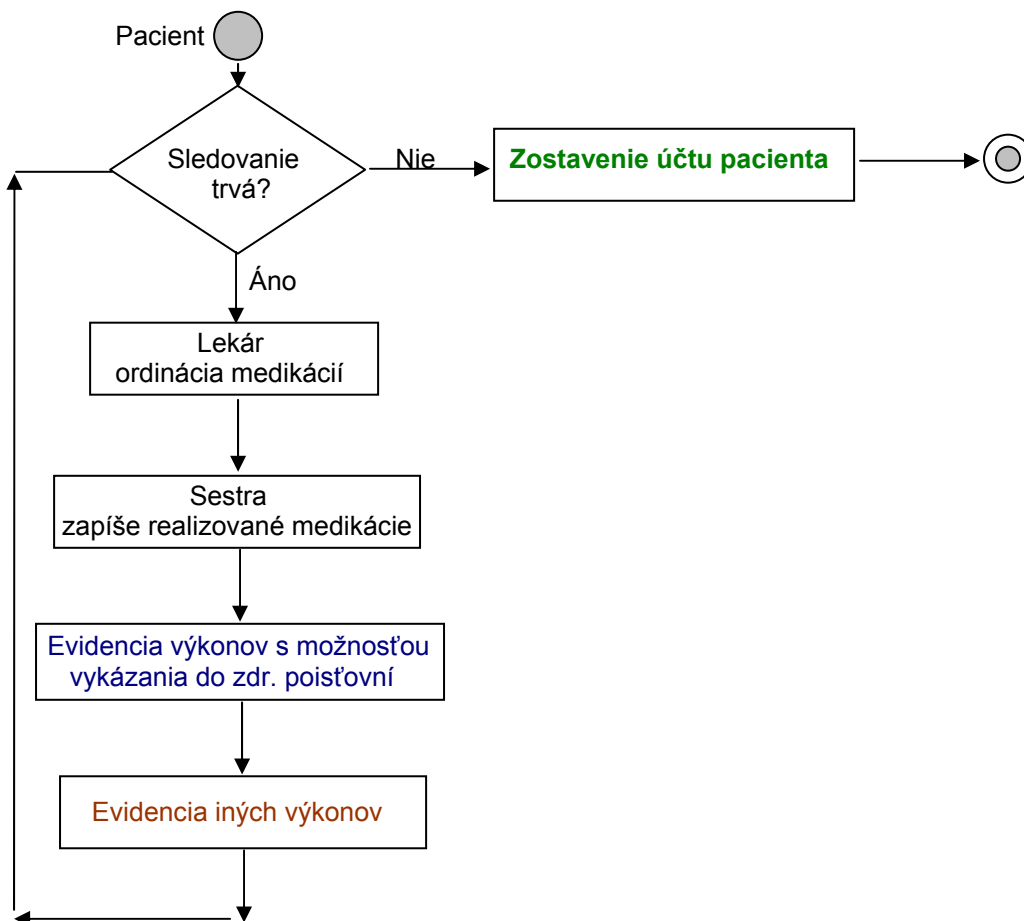 Pacient
Sledovanie
trvá?
Nie
Zostavenie účtu pacienta
Áno
Lekár
ordinácia medikácií
Sestra
zapíše realizované medikácie
Evidencia výkonov s možnosťou
vykázania do zdr. poisťovní
Evidencia iných výkonov